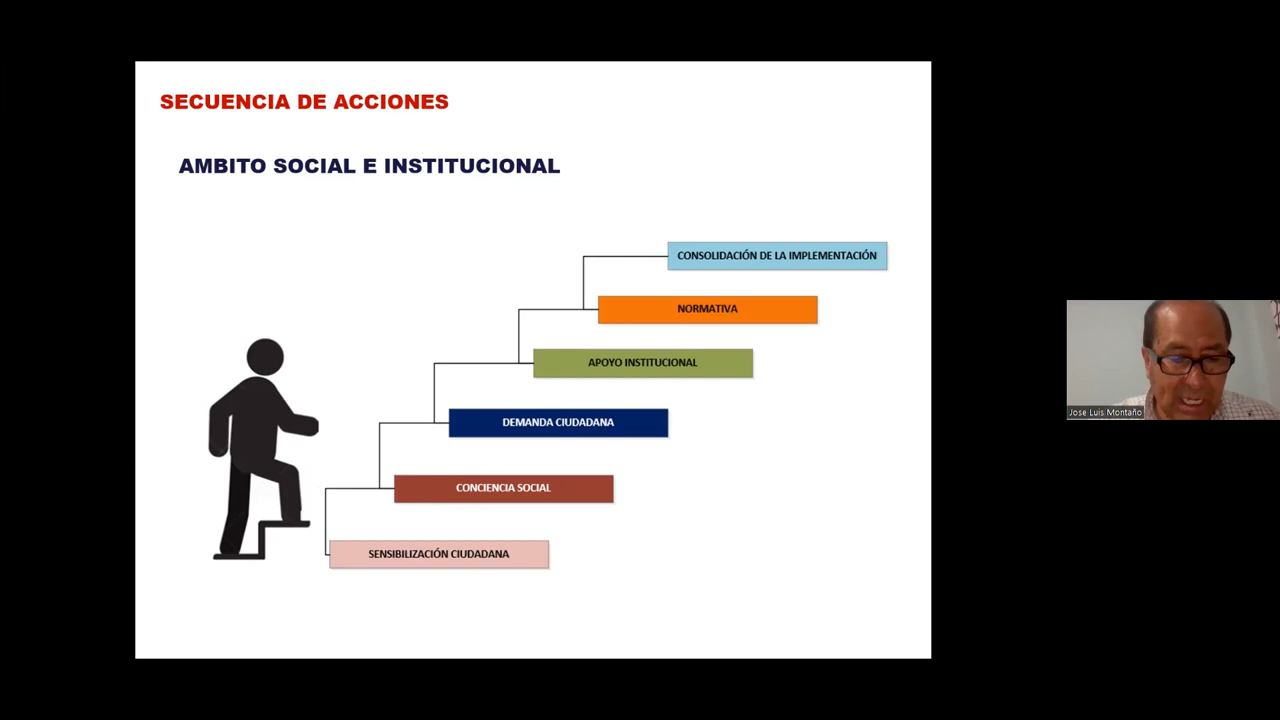 SECUENCIA DE ACCIONES
AMBITO SOCIAL E INSTITUCIONAL
CONSOLIDACIÓN DE LA IMPLEMENTACIÓN
NORMATIVA
APOYO INSTITUCIONAL
DEMANDA CIUDADANA
CONCIENCIA SOCIAL
SENSIBILIZACIÓN CIUDADANA
Jose Luis Montaño